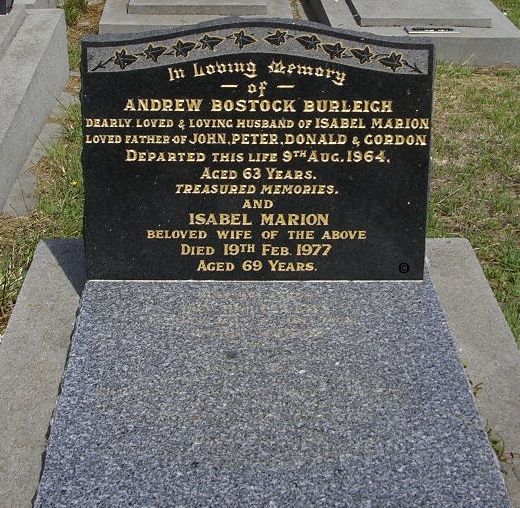 In Loving Memory
of
ANDREW BOSTOCK BURLEIGH
DEARLY LOVED & LOVING HUSBAND OF ISABEL MARION
LOVED FATHER OF JOHN, PETER, DONALD & GORDON
DEPARTED THIS LIFE 9TH AUG. 1964,
AGED 63 YEARS.
TREASURED MEMORIES.
AND
ISABEL MARION
BELOVED WIFE OF THE ABOVE
DIED 19TH FEB. 1977
AGED 69 YEARS.